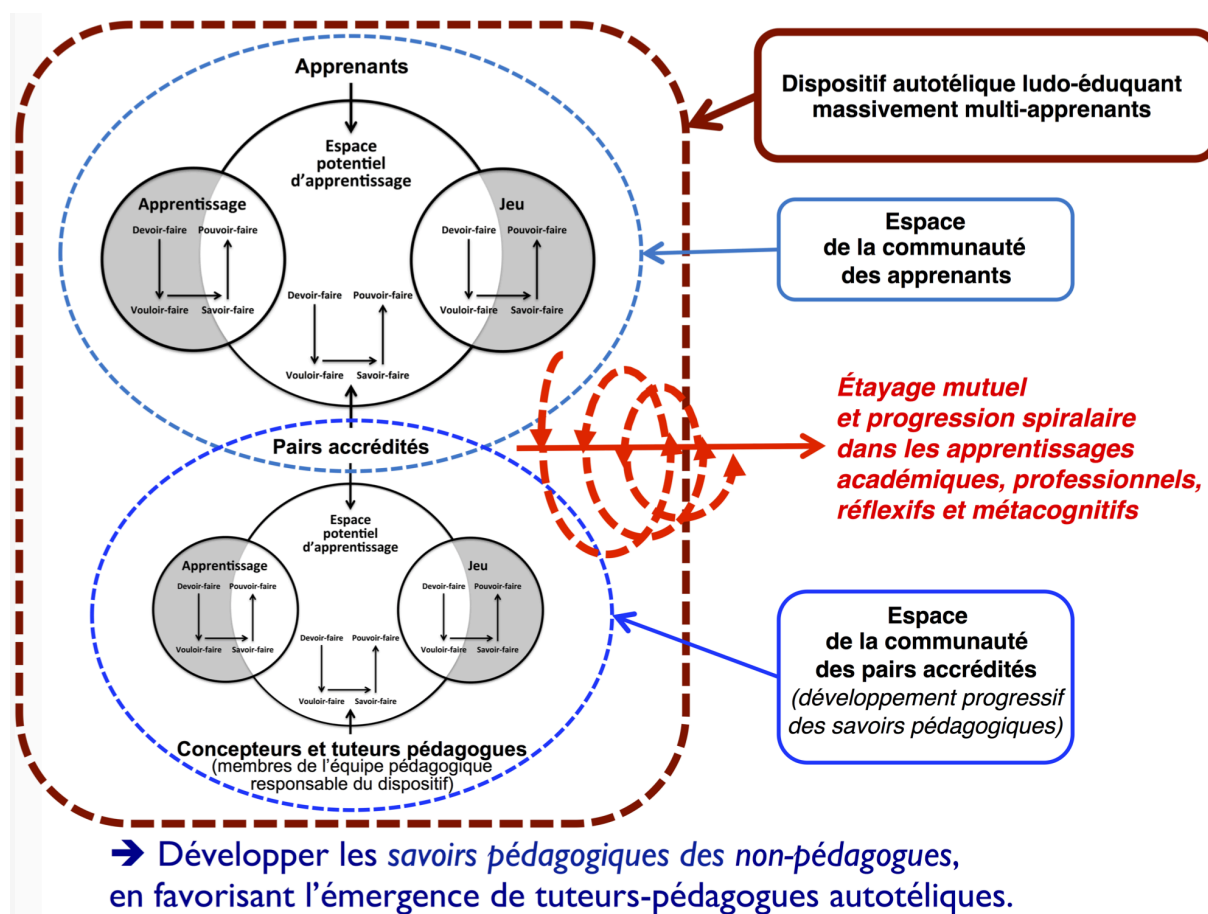 Apprenants
Espace
potentiel
d'apprentissage
Apprentissage
Devoir-faire Pouvoir-faire
Vouloir-faire Savoir-faire
Jeu
Devoir-faire Pouvoir-faire
Vouloir-faire Savoir-faire
Devoir-faire Pouvoir-faire
Vouloir-faire Savoir-faire
Pairs accrédités
Espace potentiel
d'apprentissage
Apprentissage
Devoir-faire Pouvoir-faire
Vouloir-faire Savoir-faire
Jeu
Devoir-faire Pouvoir-faire
Vouloir-faire Savoir-faire
Devoir-faire Pouvoir-faire
Vouloir-faire Savoir-faire
Concepteurs et tuteurs pédagogues
(membres de l'équipe pédagogique
responsable du dispositif)
Dispositif autotélique ludo-éduquant
massivement multi-apprenants
Espace
de la communauté
des apprenants
Étayage mutuel
et progression spiralaire
dans les apprentissages
académiques, professionnels,
réflexifs et métacognitifs
Espace
de la communauté
des pairs accrédités
(développement progressif
des savoirs pédagogiques)
➔ Développer les savoirs pédagogiques des non-pédagogues,
en favorisant l'émergence de tuteurs-pédagogues autotéliques.